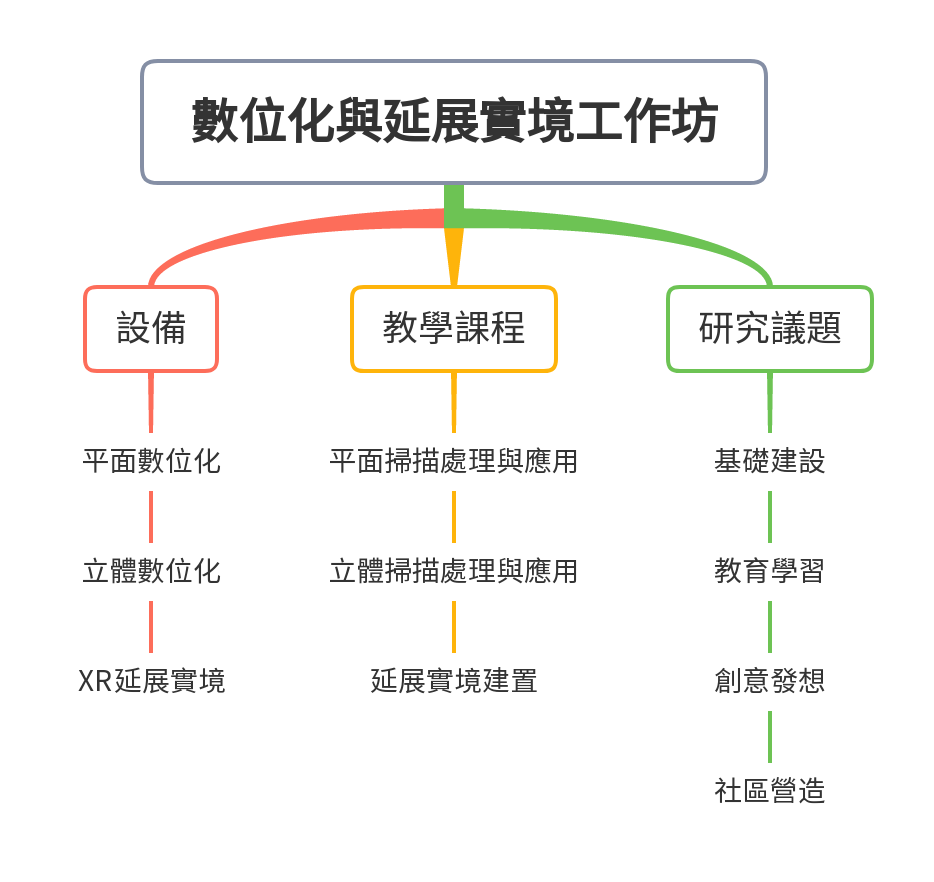 數位化與延展實境工作坊
設備
教學課程
研究議題
平面數位化
平面掃描處理與應用
基礎建設
立體數位化
立體掃描處理與應用
教育學習
XR延展實境
延展實境建置
創意發想
社區營造